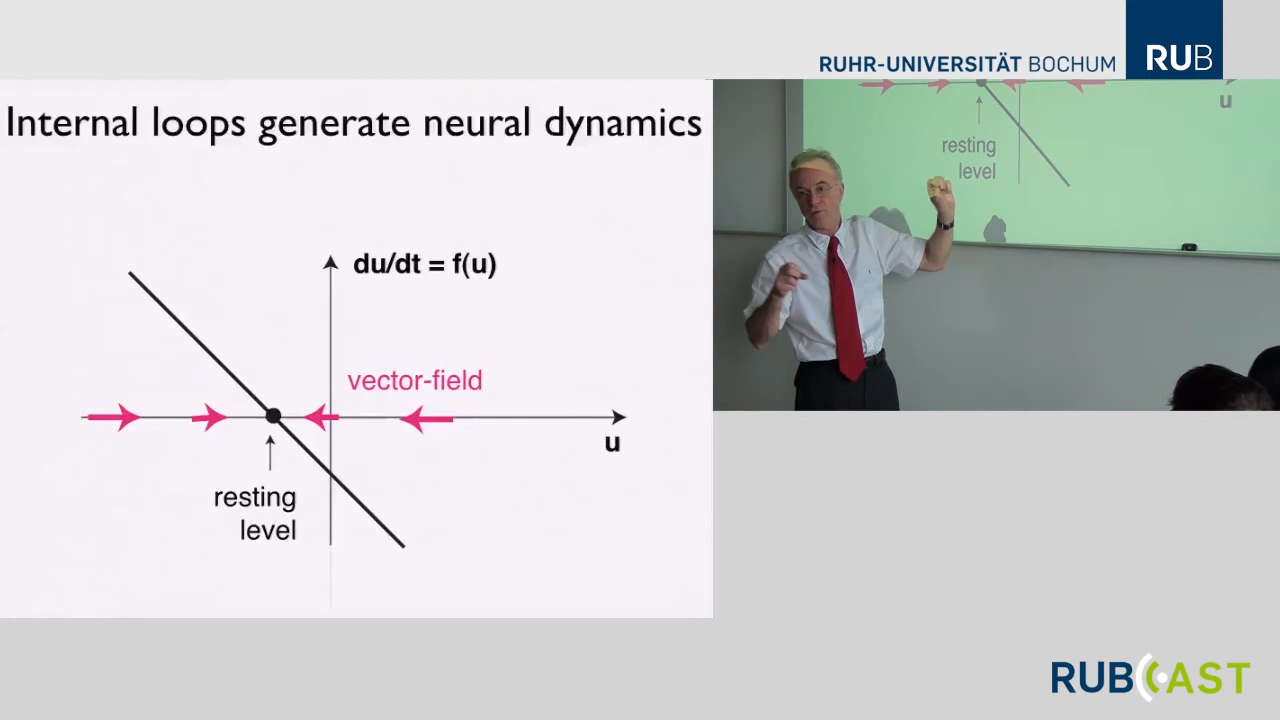 RUHR-UNIVERSITÄT BOCHUM
RUB
Internal loops generate neural dynamics
du/dt = f(u)
vector-field
u
resting
level
u
resting
level
RUBCAST